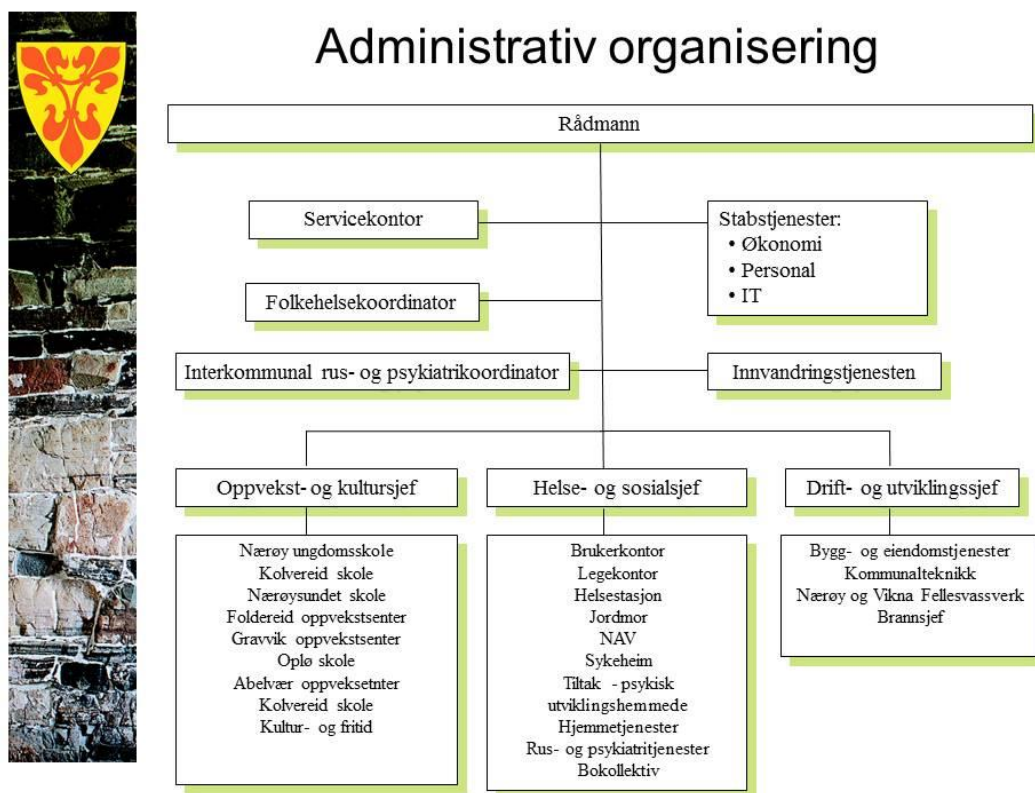 Administrativ organisering
Rådmann
Servicekontor
Stabstjenester:
• Økonomi
• Personal
• IT
Folkehelsekoordinator
Interkommunal rus- og psykiatrikoordinator
Innvandringstjenesten
Oppvekst- og kultursjef
Nærøy ungdomsskole
Kolvereid skole
Nærøysundet skole
Foldereid oppvekstsenter
Gravvik oppvekstsenter
Oplø skole
Abelvær oppveksetnter
Kolvereid skole
Kultur- og fritid
Helse- og sosialsjef
Brukerkontor
Legekontor
Helsestasjon
Jordmor
NAV
Sykeheim
Tiltak - psykisk
utviklingshemmede
Hjemmetjenester
Rus- og psykiatritjenester
Bokollektiv
Drift- og utviklingssjef
Bygg- og eiendomstjenester
Kommunalteknikk
Nærøy og Vikna Fellesvassverk
Brannsjef